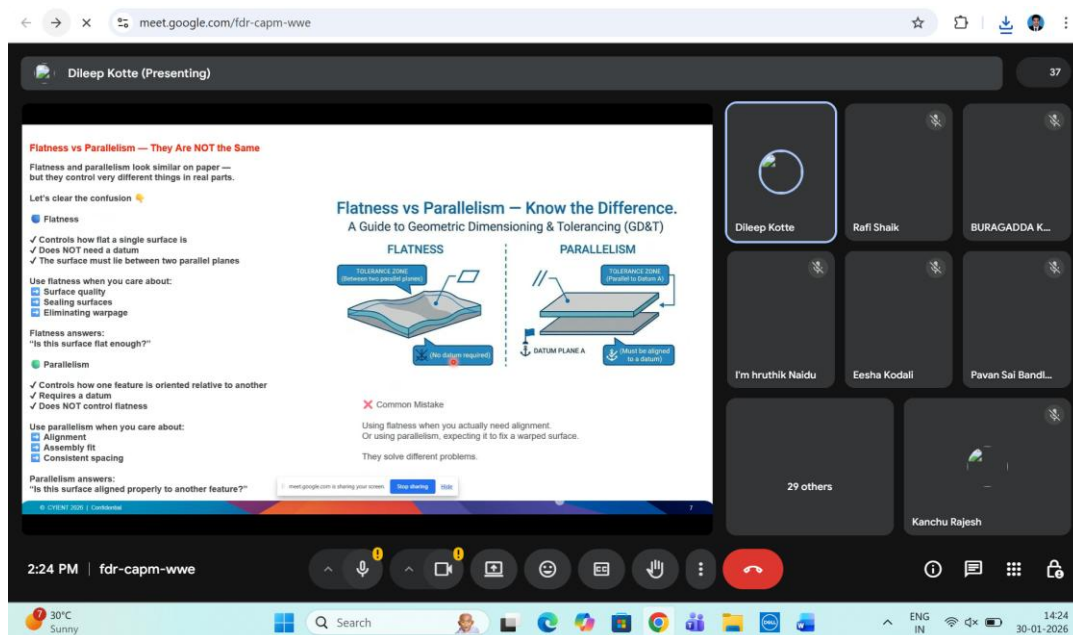 meet.google.com/fdr-capm-wwe
Dileep Kotte (Presenting)
37
Flatness vs Parallelism — They Are NOT the Same
Flatness and parallelism look similar on paper —
but they control very different things in real parts.
Let's clear the confusion 👇
Flatness
✓ Controls how flat a single surface is
✓ Does NOT need a datum
✓ The surface must lie between two parallel planes
Use flatness when you care about:
➡️ Surface quality
➡️ Sealing surfaces
➡️ Eliminating warpage
Flatness answers:
"Is this surface flat enough?"
Parallelism
✓ Controls how one feature is oriented relative to another
✓ Requires a datum
✓ Does NOT control flatness
Use parallelism when you care about:
➡️ Alignment
➡️ Assembly fit
➡️ Consistent spacing
Parallelism answers:
"Is this surface aligned properly to another feature?"
Flatness vs Parallelism — Know the Difference.
A Guide to Geometric Dimensioning & Tolerancing (GD&T)
FLATNESS
TOLERANCE ZONE
(Between two parallel planes)
(No datum required)
PARALLELISM
TOLERANCE ZONE
(Parallel to Datum A)
DATUM PLANE A
(Must be aligned
to a datum)
❌ Common Mistake
Using flatness when you actually need alignment.
Or using parallelism, expecting it to fix a warped surface.
They solve different problems.
meet.google.com is sharing your screen.
Stop sharing
Hide
© CYIENT 2026 | Confidential
7
Dileep Kotte
Rafi Shaik
BURAGADDA K...
I'm hruthik Naidu
Eesha Kodali
Pavan Sai Bandl...
29 others
Kanchu Rajesh
2:24 PM | fdr-capm-wwe
CC
7
30°C
Sunny
Search
DELL
W
ENG
IN
14:24
30-01-2026